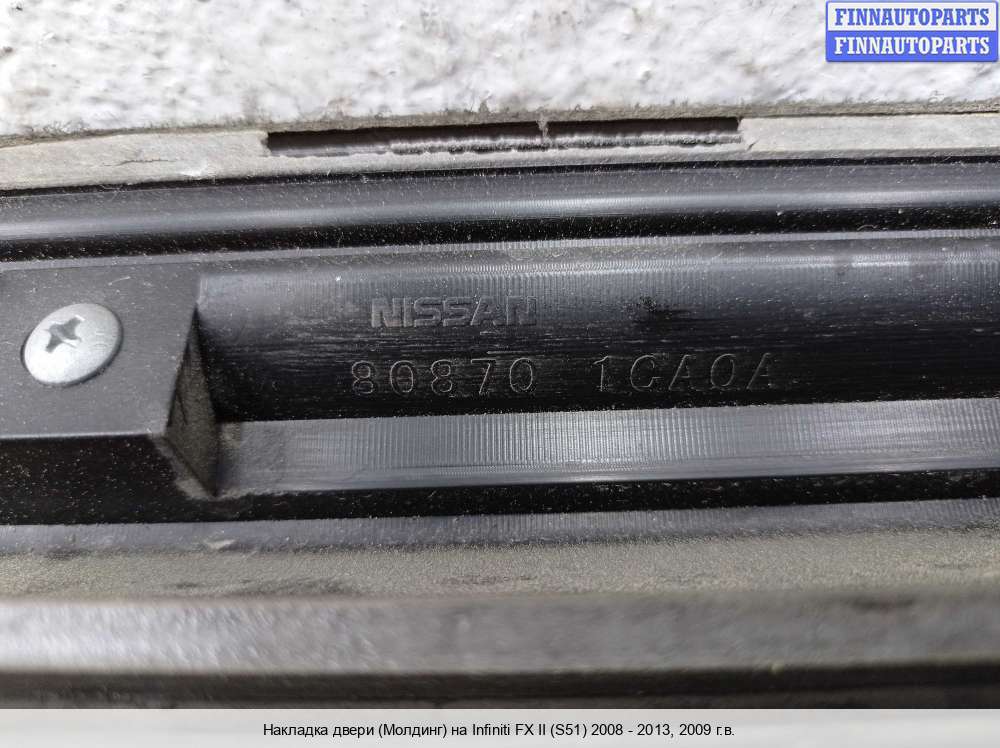 FINNAUTOPARTS
FINNAUTOPARTS
NISSAN
80870 1CA0A
Накладка двери (Молдинг) на Infiniti FX II (S51) 2008 - 2013, 2009 г.в.